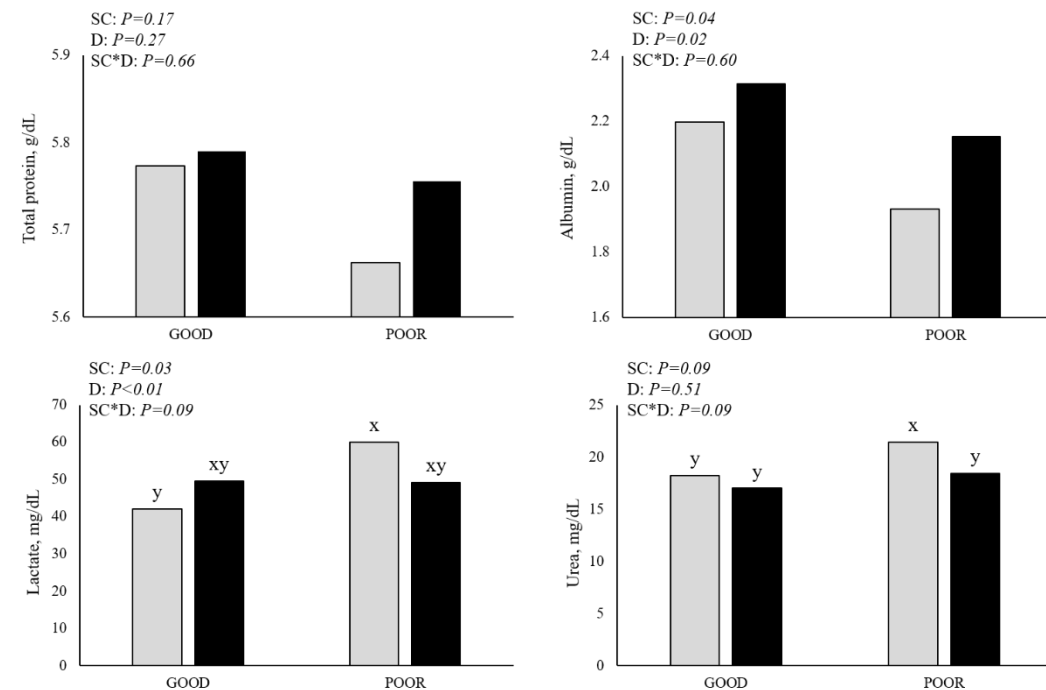 SC: P=0.17
D: P=0.27
SC*D: P=0.66
5.9
5.8
5.7
5.6
Total protein, g/dL
GOOD
POOR
SC: P=0.04
D: P=0.02
SC*D: P=0.60
2.4
2.2
2.0
1.8
1.6
Albumin, g/dL
GOOD
POOR
SC: P=0.03
D: P<0.01
SC*D: P=0.09
70
60
50
40
30
20
10
0
Lactate, mg/dL
y
xy
x
xy
GOOD
POOR
SC: P=0.09
D: P=0.51
SC*D: P=0.09
25
20
15
10
5
0
Urea, mg/dL
y
y
x
y
GOOD
POOR